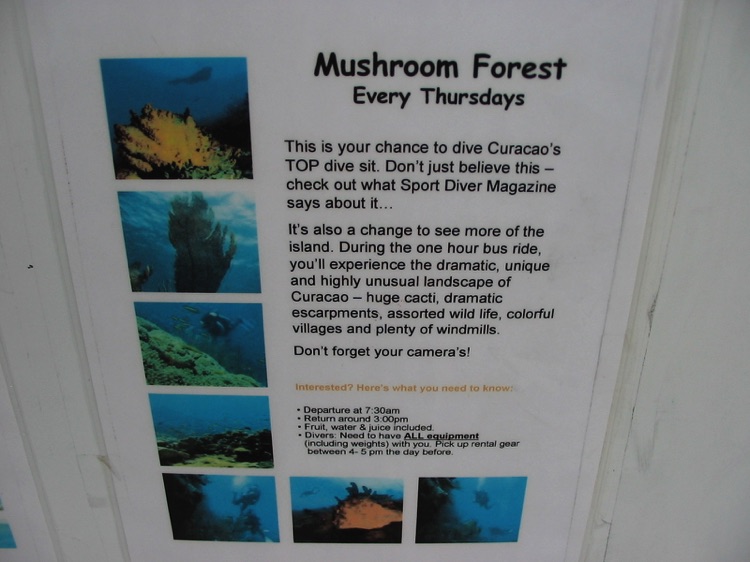 Mushroom Forest
Every Thursdays
This is your chance to dive Curacao's
TOP dive sit. Don't just believe this –
check out what Sport Diver Magazine
says about it...
It's also a change to see more of the
island. During the one hour bus ride,
you'll experience the dramatic, unique
and highly unusual landscape of
Curacao – huge cacti, dramatic
escarpments, assorted wild life, colorful
villages and plenty of windmills.
Don't forget your camera's!
Interested? Here's what you need to know:
• Departure at 7:30am
• Return around 3:00pm
• Fruit, water & juice included.
• Divers: Need to have ALL equipment
(including weights) with you. Pick up rental gear
between 4- 5 pm the day before.